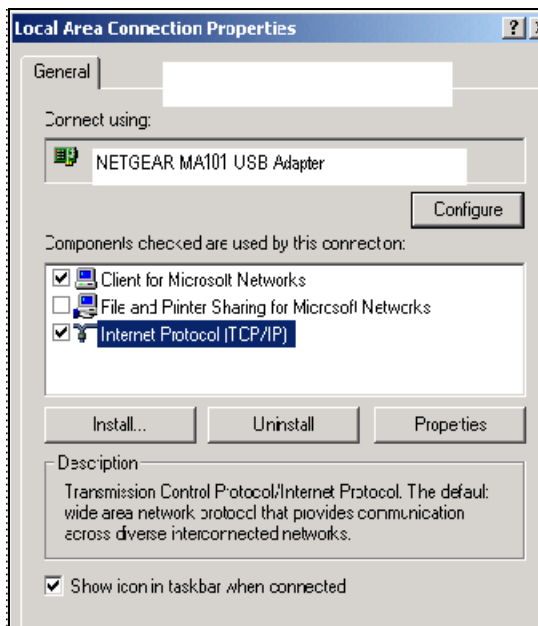 Local Area Connection Properties
General
Connect using:
NETGEAR MA101 USB Adapter
Configure
Components checked are used by this connection:
Client for Microsoft Networks
File and Printer Sharing for Microsoft Networks
Internet Protocol (TCP/IP)
Install...
Uninstall
Properties
Description
Transmission Control Protocol/Internet Protocol. The default
wide area network protocol that provides communication
across diverse interconnected networks.
Show icon in taskbar when connected